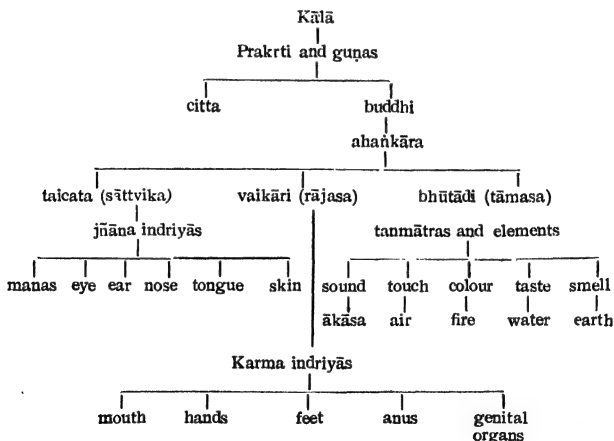 Kālā
Prakrti and guṇas
citta buddhi
ahaṅkāra
taicata (sāttvika) vaikāri (rājasa) bhūtādi (tāmasa)
jñāna indriyās tanmātras and elements
manas eye ear nose tongue skin sound touch colour taste smell
ākāsa air fire water earth
Karma indriyās
mouth hands feet anus genital
organs